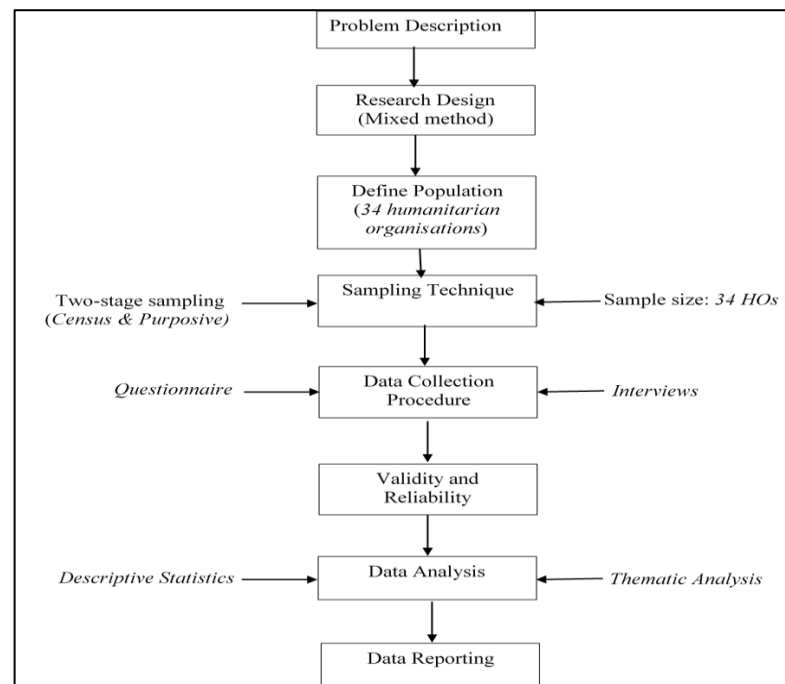 Problem Description
Research Design
(Mixed method)
Define Population
(34 humanitarian
organisations)
Two-stage sampling
(Census & Purposive)
Sampling Technique
Sample size: 34 HOs
Questionnaire
Data Collection
Procedure
Interviews
Validity and
Reliability
Descriptive Statistics
Data Analysis
Thematic Analysis
Data Reporting